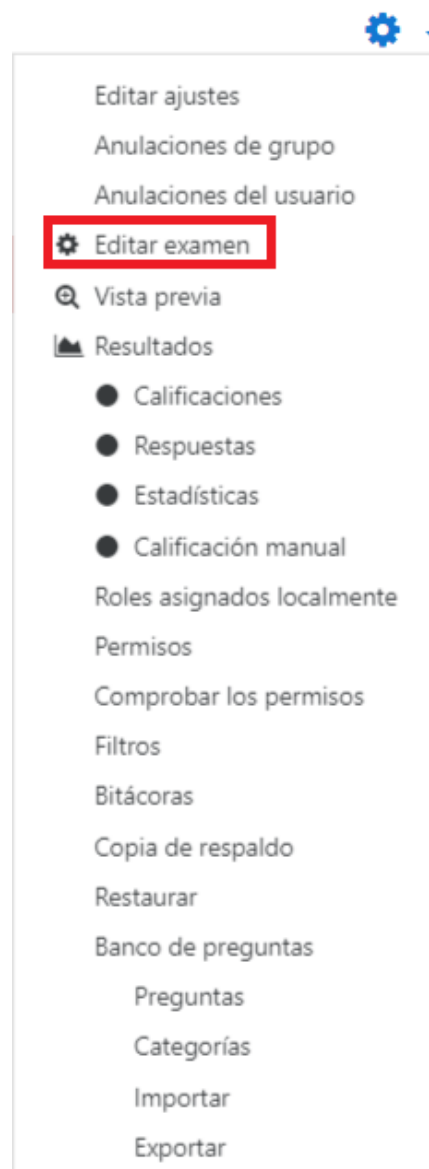 Editar ajustes
Anulaciones de grupo
Anulaciones del usuario
Editar examen
Vista previa
Resultados
Calificaciones
Respuestas
Estadísticas
Calificación manual
Roles asignados localmente
Permisos
Comprobar los permisos
Filtros
Bitácoras
Copia de respaldo
Restaurar
Banco de preguntas
Preguntas
Categorías
Importar
Exportar